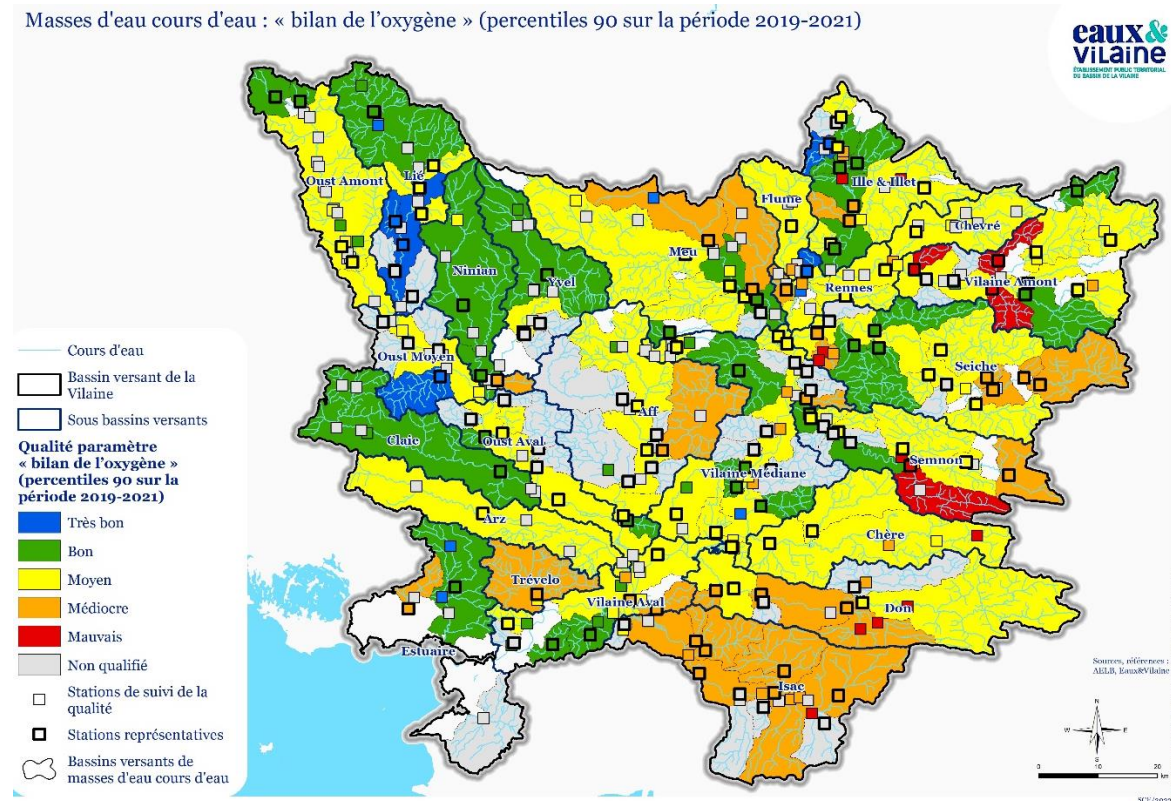 Masses d'eau cours d'eau : « bilan de l'oxygène » (percentiles 90 sur la période 2019-2021)
eaux&
vilaine
ÉTABLISSEMENT PUBLIC TERRITORIAL
DU BASSIN DE LA VILAINE
Oust Amont
Lié
Flume
Ille & Illet
Chevré
Ninian
Yvel
Meu
Rennes
Vilaine Amont
Oust Moyen
Seiche
Aff
Claie
Oust Aval
Vilaine Médiane
Semnon
Arz
Chère
Trévelo
Vilaine Aval
Don
Estuaire
Isac
Cours d'eau
Bassin versant de la
Vilaine
Sous bassins versants
Qualité paramètre
« bilan de l'oxygène »
(percentiles 90 sur la
période 2019-2021)
Très bon
Bon
Moyen
Médiocre
Mauvais
Non qualifié
Stations de suivi de la
qualité
Stations représentatives
Bassins versants de
masses d'eau cours d'eau
Sources, références :
AELB, Eaux&Vilaine
N
W E
S
0 10 20
km